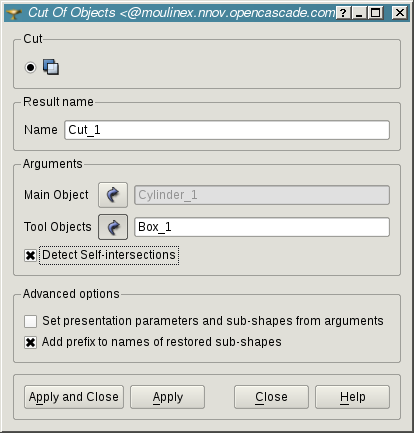 Cut Of Objects <@moulinex.nnov.opencascade.com
Cut
Result name
Name Cut_1
Arguments
Main Object Cylinder_1
Tool Objects Box_1
Detect Self-intersections
Advanced options
Set presentation parameters and sub-shapes from arguments
Add prefix to names of restored sub-shapes
Apply and Close Apply Close Help